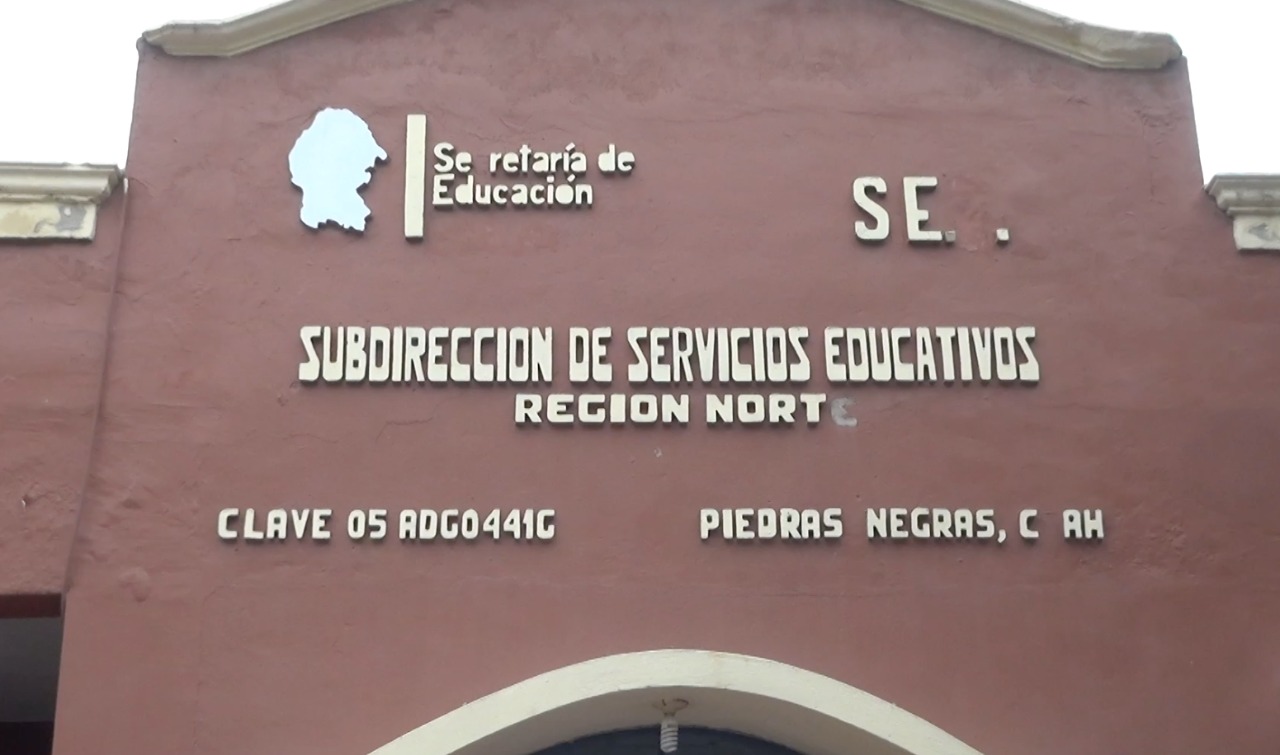 Se retaría de
Educación
SE. .
SUBDIRECCION DE SERVICIOS EDUCATIVOS
REGION NORTE
CLAVE 05 ADG0441G
PIEDRAS NEGRAS, C AH